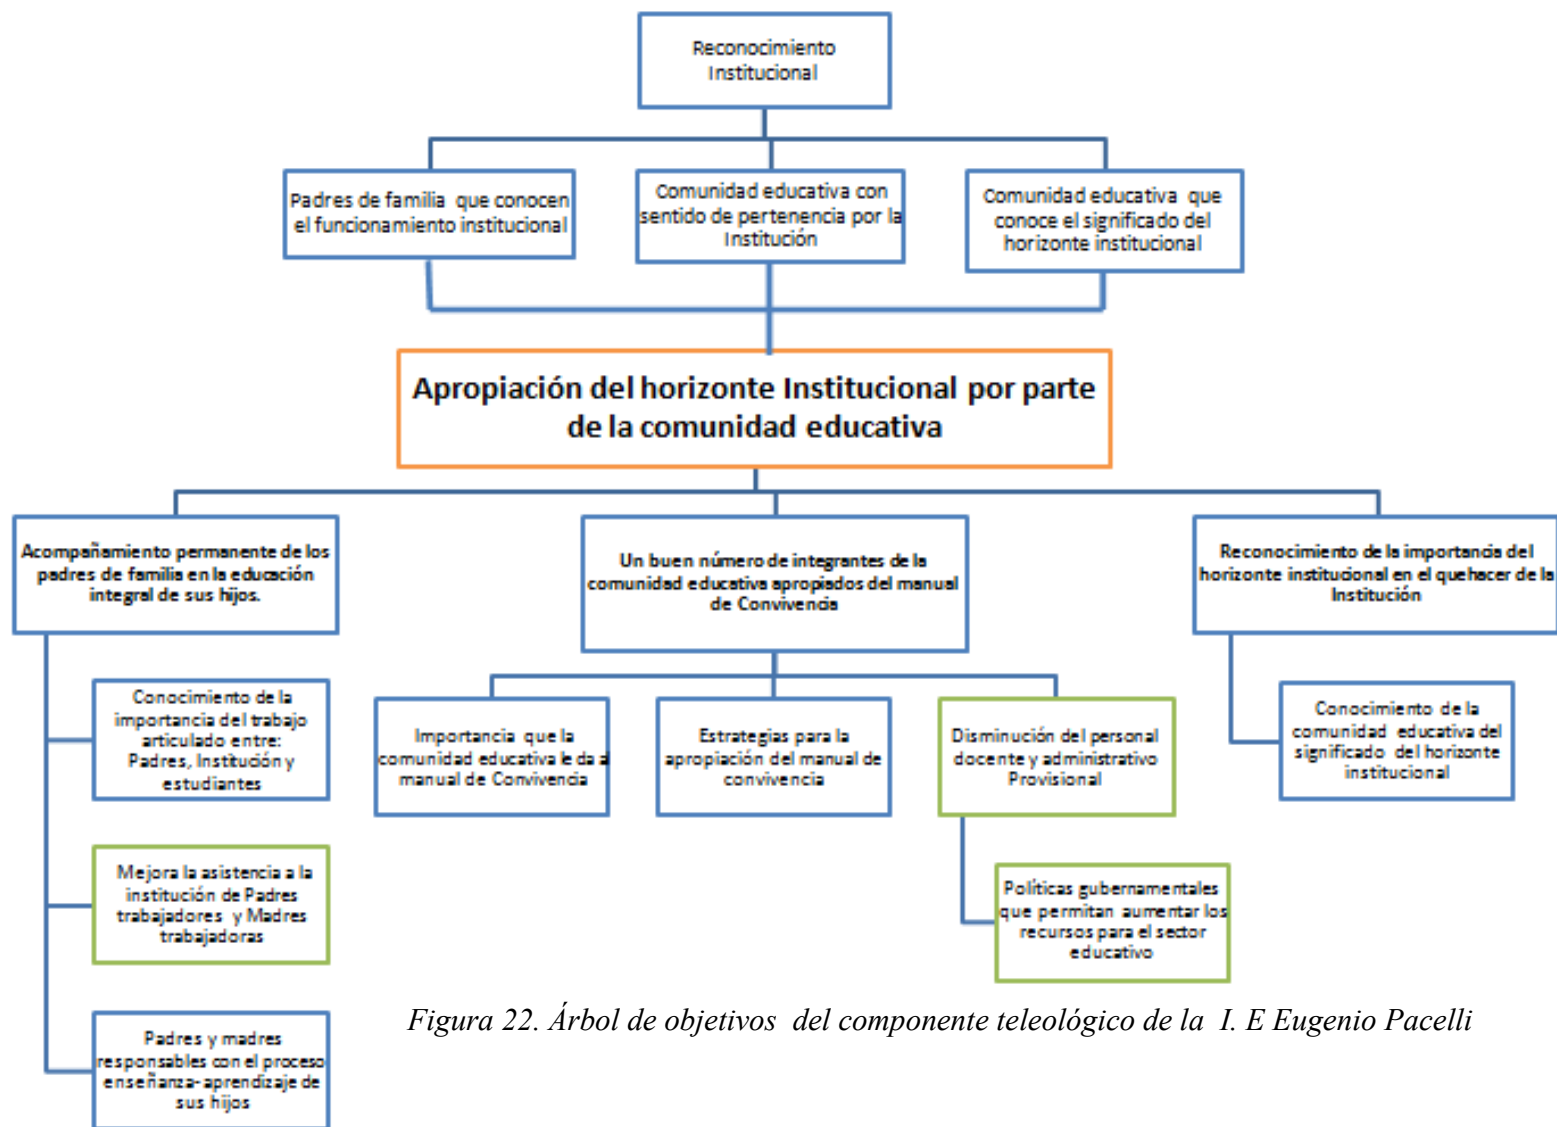 Reconocimiento
Institucional
Padres de familia que conocen
el funcionamiento institucional
Comunidad educativa con
sentido de pertenencia por la
Institución
Comunidad educativa que
conoce el significado del
horizonte institucional
Apropiación del horizonte Institucional por parte
de la comunidad educativa
Acompañamiento permanente de los
padres de familia en la educación
integral de sus hijos.
Un buen número de integrantes de la
comunidad educativa apropiados del manual
de Convivencia
Reconocimiento de la importancia del
horizonte institucional en el quehacer de la
Institución
Conocimiento de la
importancia del trabajo
articulado entre:
Padres, Institución y
estudiantes
Importancia que la
comunidad educativa le da al
manual de Convivencia
Estrategias para la
apropiación del manual de
convivencia
Disminución del personal
docente y administrativo
Provisional
Conocimiento de la
comunidad educativa del
significado del horizonte
institucional
Mejora la asistencia a la
institución de Padres
trabajadores y Madres
trabajadoras
Políticas gubernamentales
que permitan aumentar los
recursos para el sector
educativo
Padres y madres
responsables con el proceso
enseñanza- aprendizaje de
sus hijos
Figura 22. Árbol de objetivos del componente teleológico de la I. E Eugenio Pacelli